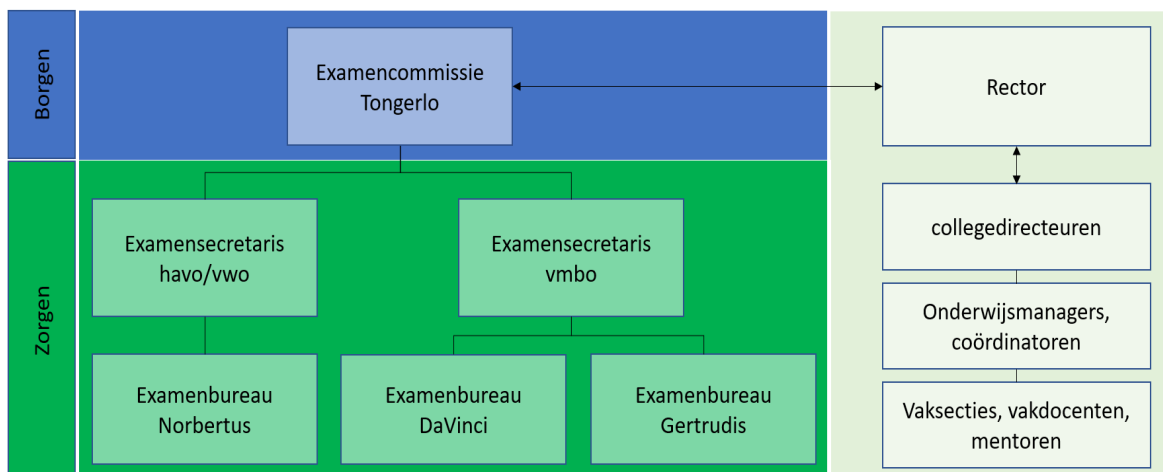 Borgen
Examencommissie
Tongerlo
Rector
Zorgen
Examensecretaris
havo/vwo
Examensecretaris
vmbo
collegedirecteuren
Onderwijsmanagers,
coördinatoren
Examenbureau
Norbertus
Examenbureau
DaVinci
Examenbureau
Gertrudis
Vaksecties, vakdocenten,
mentoren